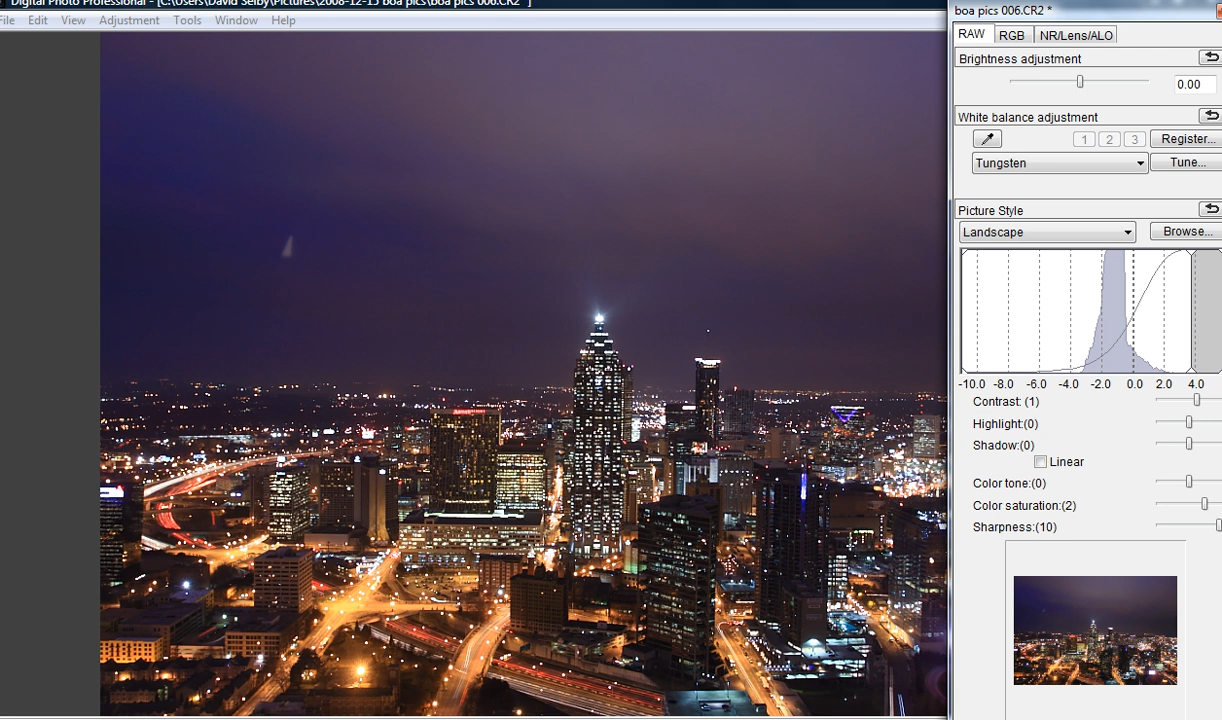 Digital Photo Professional - [C:\Users\David Selby\Pictures\2008-12-15 boa pics\boa pics 006.CR2 * ]
File Edit View Adjustment Tools Window Help
boa pics 006.CR2 *
RAW RGB NR/Lens/ALO
Brightness adjustment
0.00
White balance adjustment
1 2 3 Register...
Tungsten Tune...
Picture Style
Landscape Browse...
-10.0 -8.0 -6.0 -4.0 -2.0 0.0 2.0 4.0
Contrast: (1)
Highlight:(0)
Shadow:(0)
Linear
Color tone:(0)
Color saturation:(2)
Sharpness:(10)